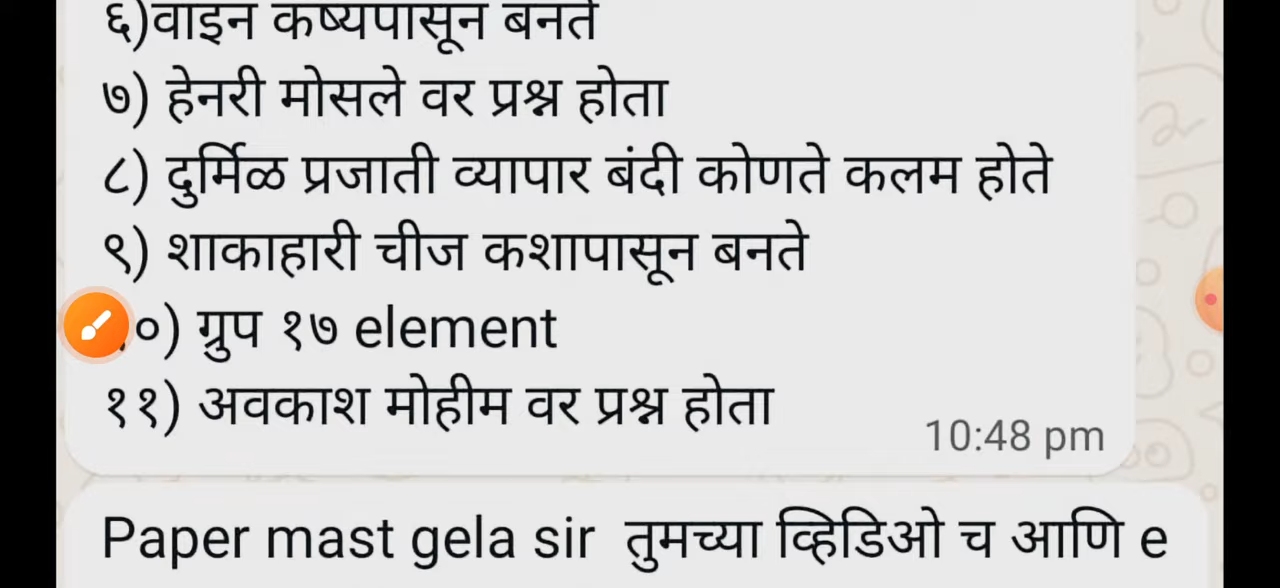 ६)वाइन कष्यपासून बनते
७) हेनरी मोसले वर प्रश्न होता
८) दुर्मिळ प्रजाती व्यापार बंदी कोणते कलम होते
९) शाकाहारी चीज कशापासून बनते
०) ग्रुप १७ element
११) अवकाश मोहीम वर प्रश्न होता
10:48 pm
Paper mast gela sir तुमच्या व्हिडिओ च आणि e